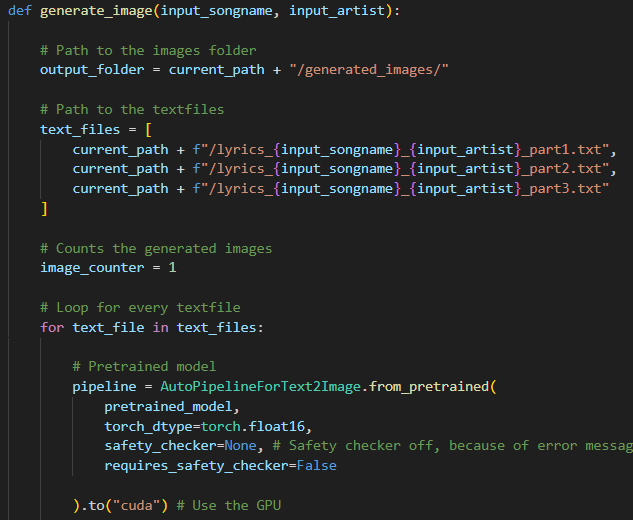 def generate_image(input_songname, input_artist):
# Path to the images folder
output_folder = current_path + "/generated_images/"
# Path to the textfiles
text_files = [
current_path + f"/lyrics_{input_songname}_{input_artist}_part1.txt",
current_path + f"/lyrics_{input_songname}_{input_artist}_part2.txt",
current_path + f"/lyrics_{input_songname}_{input_artist}_part3.txt"
]
# Counts the generated images
image_counter = 1
# Loop for every textfile
for text_file in text_files:
# Pretrained model
pipeline = AutoPipelineForText2Image.from_pretrained(
pretrained_model,
torch_dtype=torch.float16,
safety_checker=None, # Safety checker off, because of error messag
requires_safety_checker=False
).to("cuda") # Use the GPU